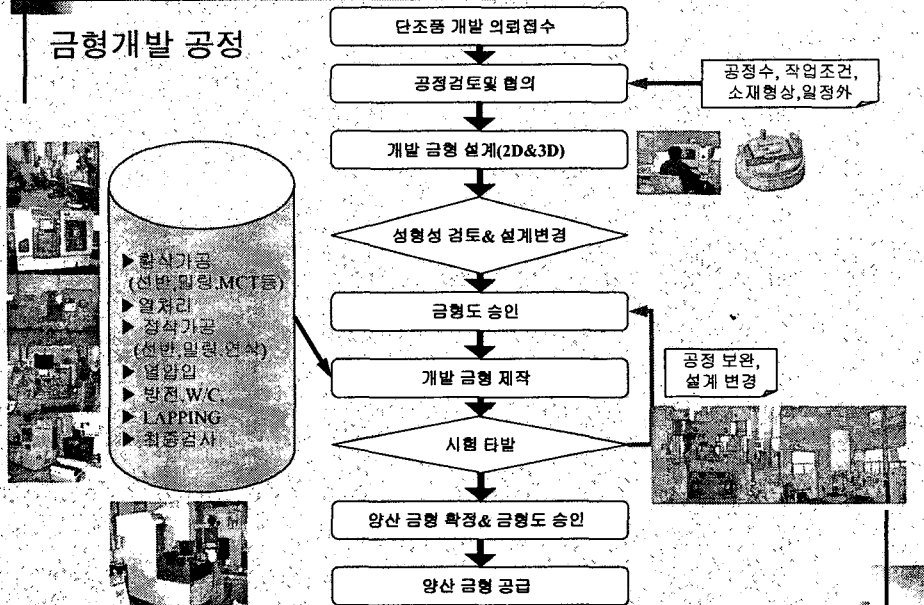 금형개발 공정
단조품 개발 의뢰접수
공정검토및 협의
공정수, 작업조건,
소재형상,일정외
개발 금형 설계(2D&3D)
성형성 검토& 설계변경
금형도 승인
개발 금형 제작
공정 보완,
설계 변경
시험 타발
양산 금형 확정& 금형도 승인
양산 금형 공급
▶황삭가공
(선반,밀링.MCT등)
▶열처리
▶정삭가공
(선반,밀링.연삭)
▶열압입
▶방전,W/C,
▶LAPPING
▶최종검사